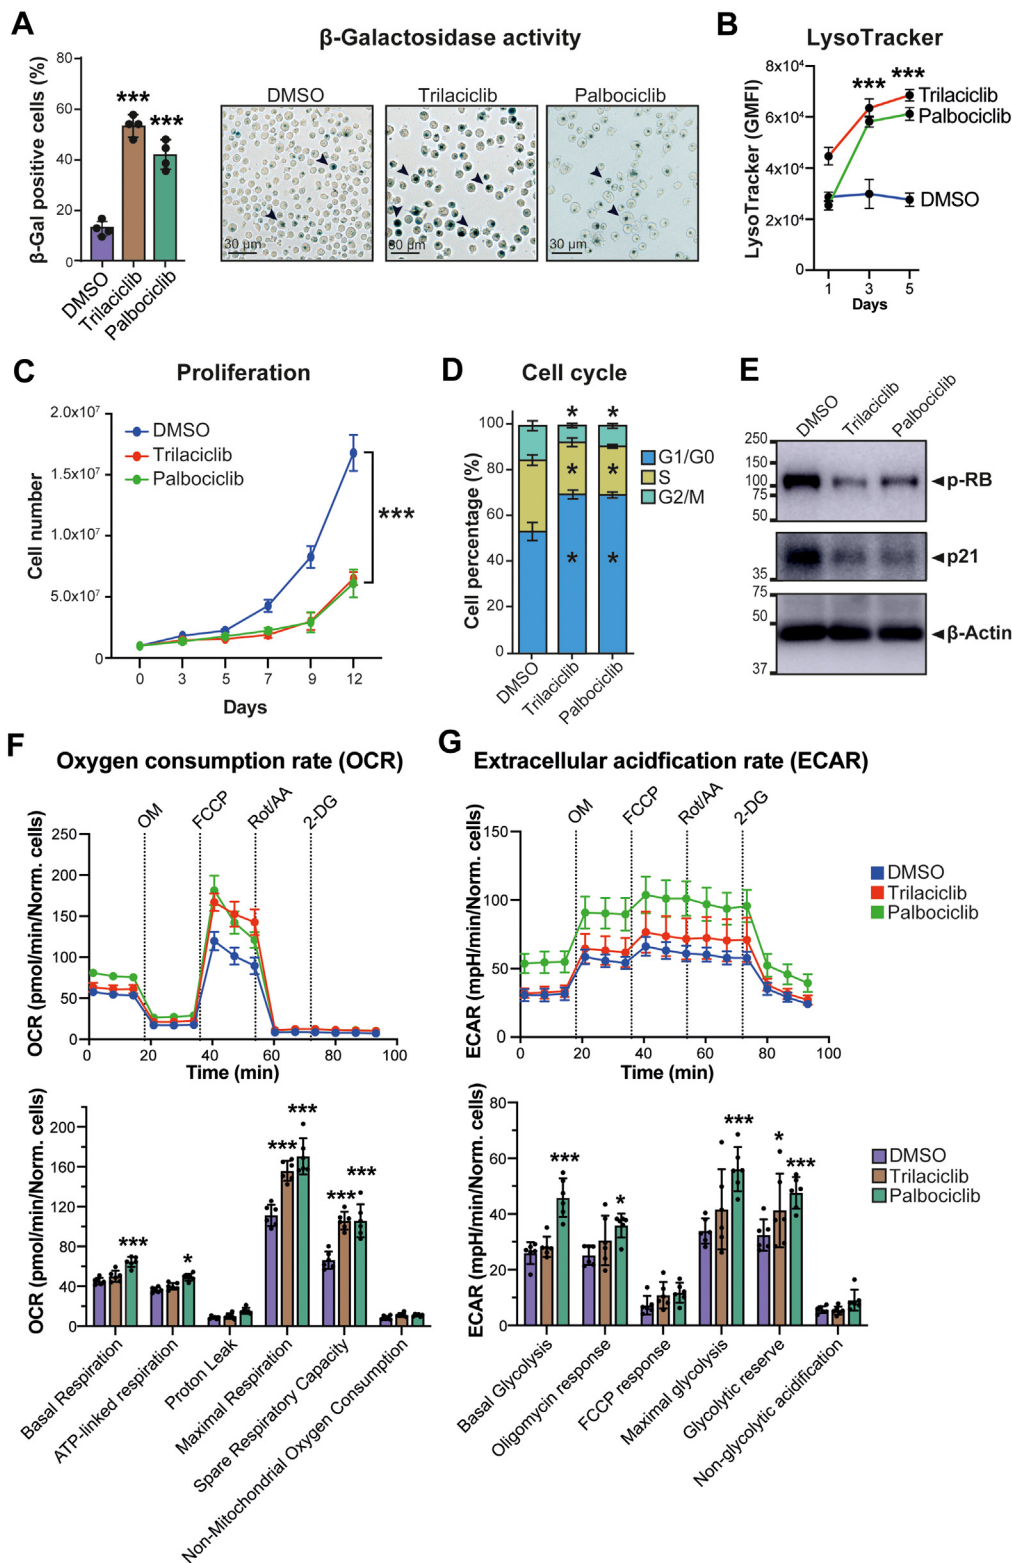 A
β-Galactosidase activity
β-Gal positive cells (%)
80
60
40
20
0
***
***
DMSO
Trilaciclib
Palbociclib
DMSO
Trilaciclib
Palbociclib
30 µm
30 µm
30 µm
B
LysoTracker
LysoTracker (GMFI)
8x10⁴
6x10⁴
4x10⁴
2x10⁴
0
***
***
Trilaciclib
Palbociclib
DMSO
1
3
5
Days
C
Proliferation
Cell number
2.0x10⁷
1.5x10⁷
1.0x10⁷
5.0x10⁷
0
DMSO
Trilaciclib
Palbociclib
***
0
3
5
7
9
12
Days
D
Cell cycle
Cell percentage (%)
100
80
60
40
20
0
* *
* *
* *
G1/G0
S
G2/M
DMSO
Trilaciclib
Palbociclib
E
DMSO
Trilaciclib
Palbociclib
250
150
100
75
50
p-RB
35
p21
75
50
37
β-Actin
F
Oxygen consumption rate (OCR)
OM
FCCP
Rot/AA
2-DG
OCR (pmol/min/Norm. cells)
250
200
150
100
50
0
0
20
40
60
80
100
Time (min)
OCR (pmol/min/Norm. cells)
200
160
120
80
40
0
***
*
***
***
***
***
Basal Respiration
ATP-linked respiration
Proton Leak
Maximal Respiration
Spare Respiratory Capacity
Non-Mitochondrial Oxygen Consumption
G
Extracellular acidfication rate (ECAR)
OM
FCCP
Rot/AA
2-DG
ECAR (mpH/min/Norm. cells)
150
100
50
0
0
20
40
60
80
100
Time (min)
DMSO
Trilaciclib
Palbociclib
ECAR (mpH/min/Norm. cells)
80
60
40
20
0
***
*
***
*
***
DMSO
Trilaciclib
Palbociclib
Basal Glycolysis
Oligomycin response
FCCP response
Maximal glycolysis
Glycolytic reserve
Non-glycolytic acidification